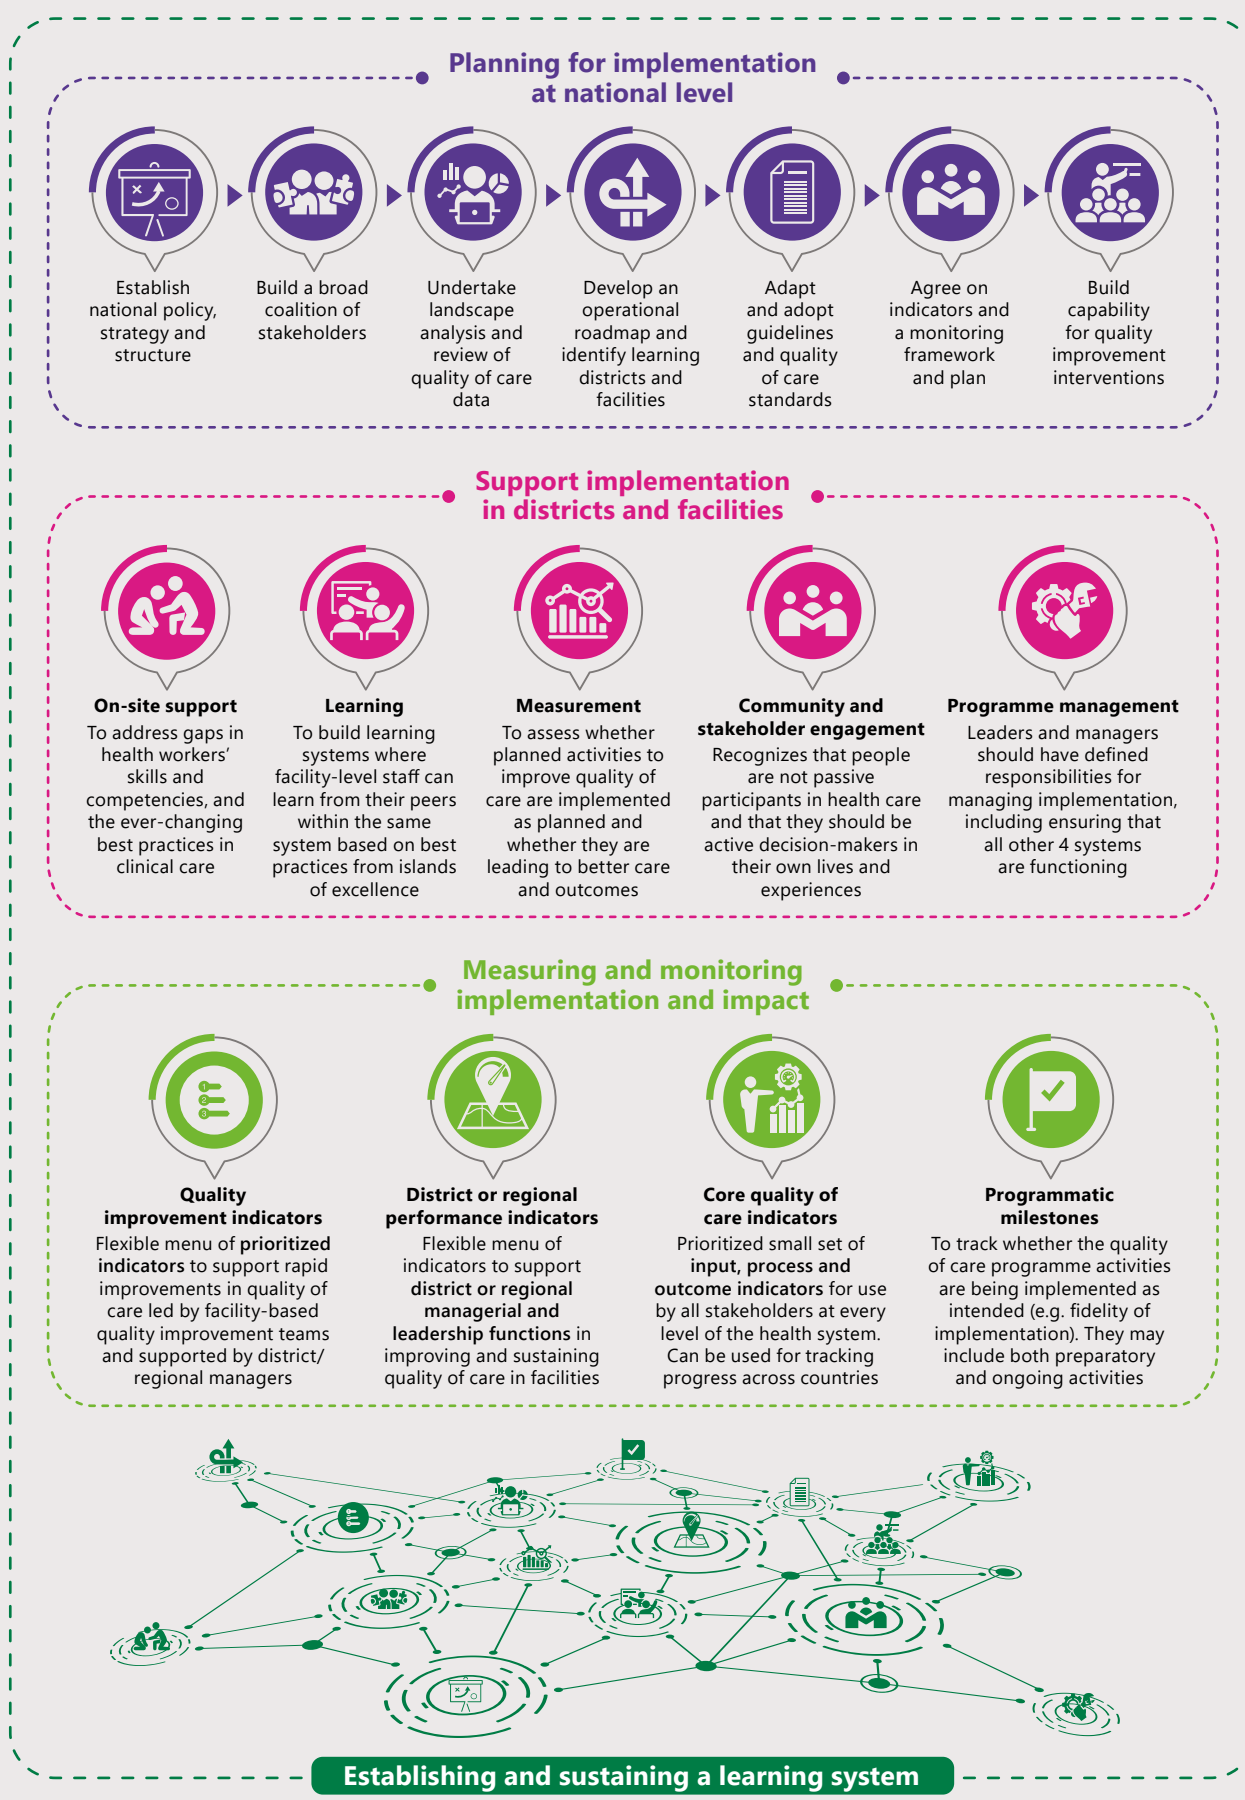 Planning for implementation
at national level
Establish
national policy,
strategy and
structure
Build a broad
coalition of
stakeholders
Undertake
landscape
analysis and
review of
quality of care
data
Develop an
operational
roadmap and
identify learning
districts and
facilities
Adapt
and adopt
guidelines
and quality
of care
standards
Agree on
indicators and
a monitoring
framework
and plan
Build
capability
for quality
improvement
interventions
Support implementation
in districts and facilities
On-site support
To address gaps in
health workers’
skills and
competencies, and
the ever-changing
best practices in
clinical care
Learning
To build learning
systems where
facility-level staff can
learn from their peers
within the same
system based on best
practices from islands
of excellence
Measurement
To assess whether
planned activities to
improve quality of
care are implemented
as planned and
whether they are
leading to better care
and outcomes
Community and
stakeholder engagement
Recognizes that people
are not passive
participants in health care
and that they should be
active decision-makers in
their own lives and
experiences
Programme management
Leaders and managers
should have defined
responsibilities for
managing implementation,
including ensuring that
all other 4 systems
are functioning
Measuring and monitoring
implementation and impact
1
2
3
Quality
improvement indicators
Flexible menu of prioritized
indicators to support rapid
improvements in quality of
care led by facility-based
quality improvement teams
and supported by district/
regional managers
District or regional
performance indicators
Flexible menu of
indicators to support
district or regional
managerial and
leadership functions in
improving and sustaining
quality of care in facilities
Core quality of
care indicators
Prioritized small set of
input, process and
outcome indicators for use
by all stakeholders at every
level of the health system.
Can be used for tracking
progress across countries
Programmatic
milestones
To track whether the quality
of care programme activities
are being implemented as
intended (e.g. fidelity of
implementation). They may
include both preparatory
and ongoing activities
Establishing and sustaining a learning system